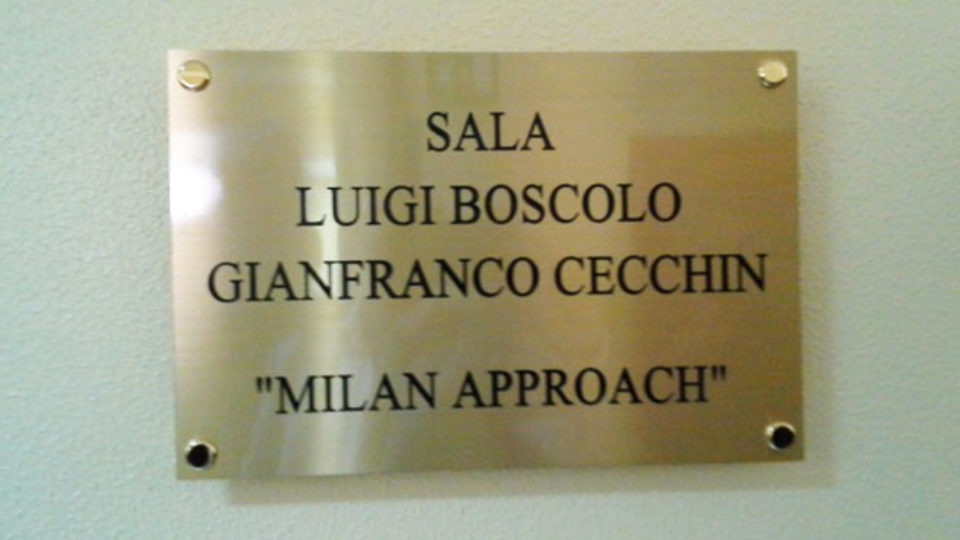 SALA
LUIGI BOSCOLO
GIANFRANCO CECCHIN
"MILAN APPROACH"